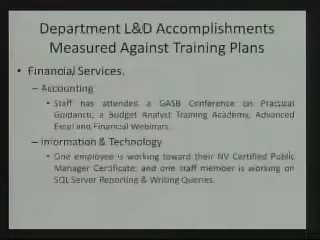 Department L&D Accomplishments
Measured Against Training Plans
• Financial Services.
– Accounting
• Staff has attended a GASB Conference on Practical
Guidance, a Budget Analyst Training Academy, Advanced
Excel and Financial Webinars.
– Information & Technology
• One employee is working toward their NV Certified Public
Manager Certificate; and one staff member is working on
SQL Server Reporting & Writing Queries.